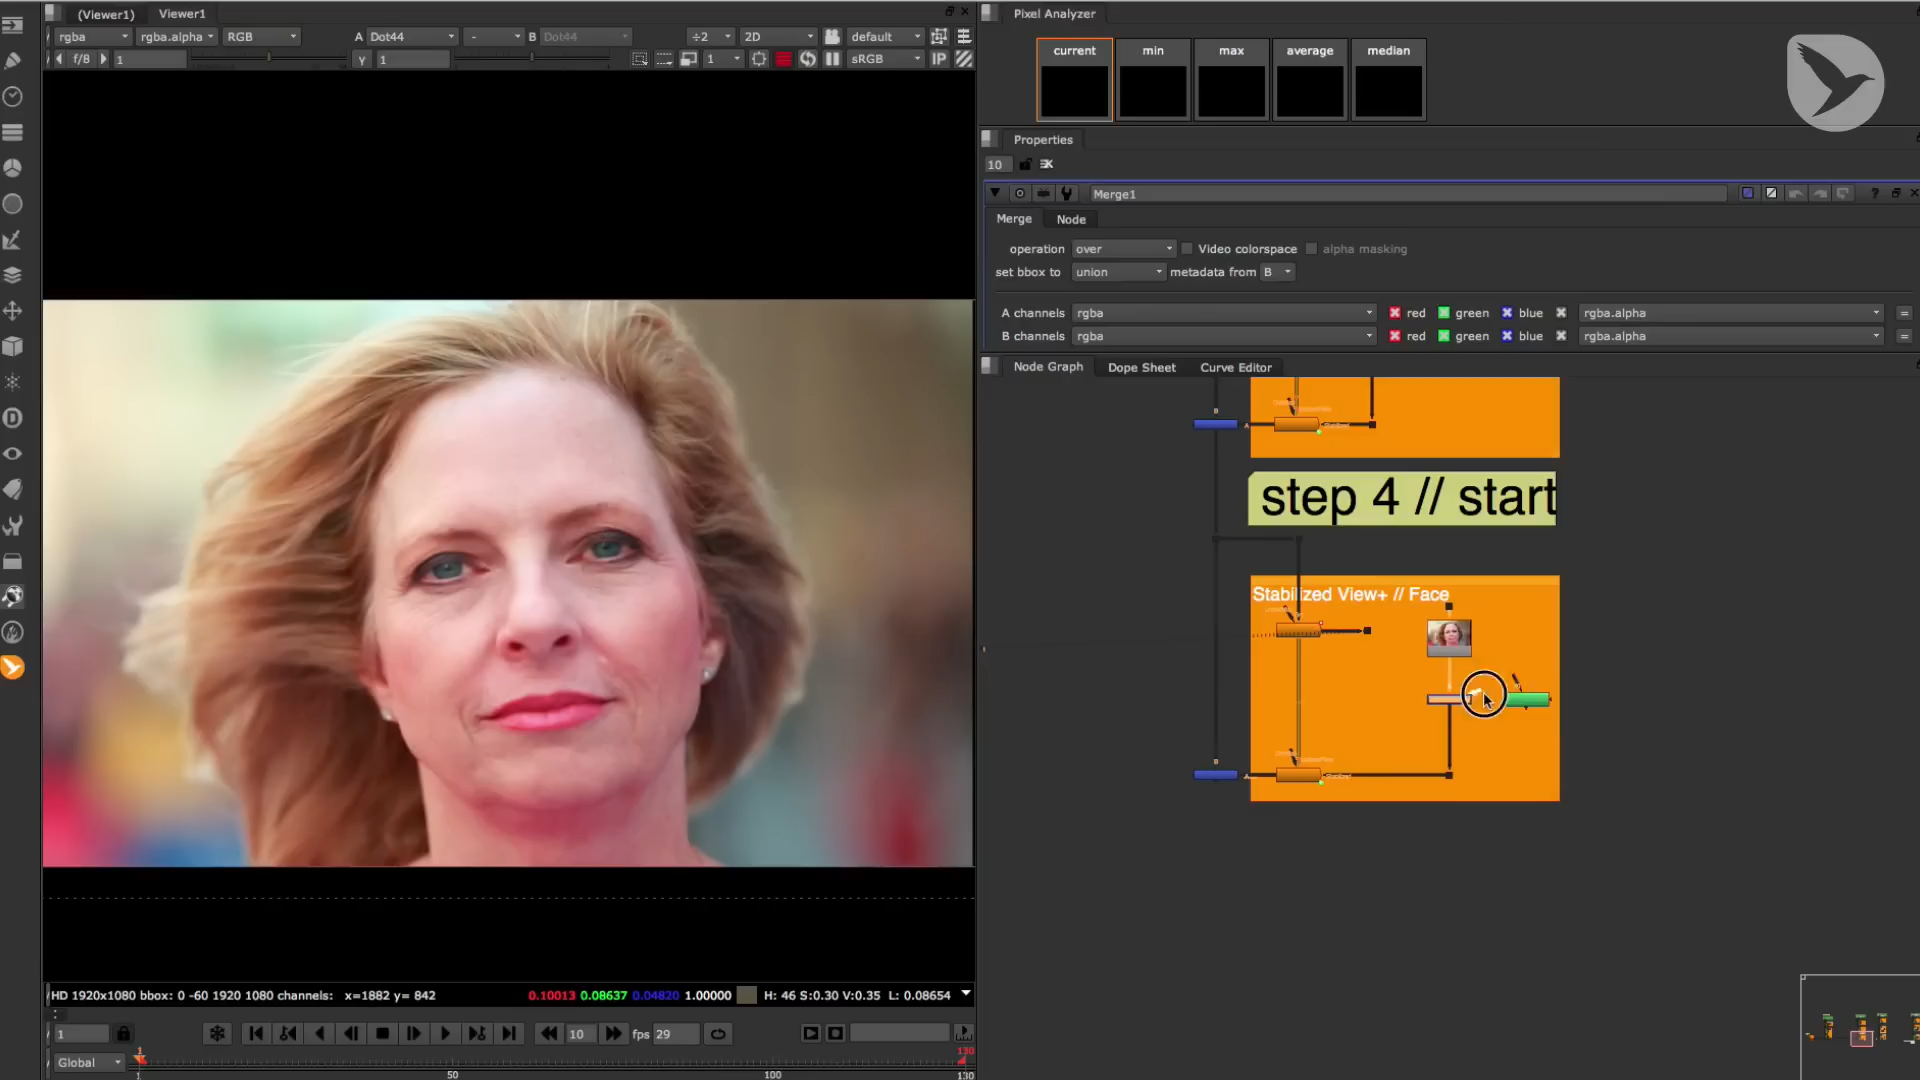 (Viewer1) Viewer1
rgba rgba.alpha RGB A Dot44 - B Dot44 ÷2 2D default
f/8 1 γ 1 1 sRGB IP
HD 1920x1080 bbox: 0 -60 1920 1080 channels: x=1882 y= 842 0.10013 0.08637 0.04820 1.00000 H: 46 S:0.30 V:0.35 L: 0.08654
1 10 fps 29
Global 1 1 50 100 130 130
Pixel Analyzer
current min max average median
Properties
10
Merge1
?
Merge Node
operation over Video colorspace alpha masking
set bbox to union metadata from B
A channels rgba red green blue rgba.alpha =
B channels rgba red green blue rgba.alpha =
Node Graph Dope Sheet Curve Editor
step 4 // start
Stabilized View+ // Face